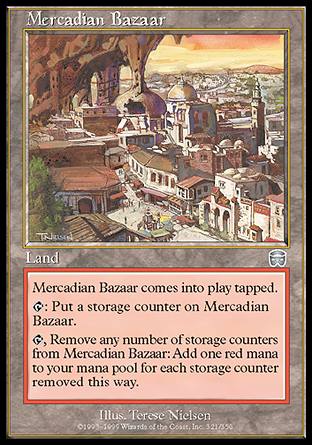 Mercadian Bazaar
T. NIELSEN
Land
Mercadian Bazaar comes into play tapped.
: Put a storage counter on Mercadian
Bazaar.
, Remove any number of storage counters
from Mercadian Bazaar: Add one red mana
to your mana pool for each storage counter
removed this way.
Illus. Terese Nielsen
©1993-1999 Wizards of the Coast, Inc. 321/350